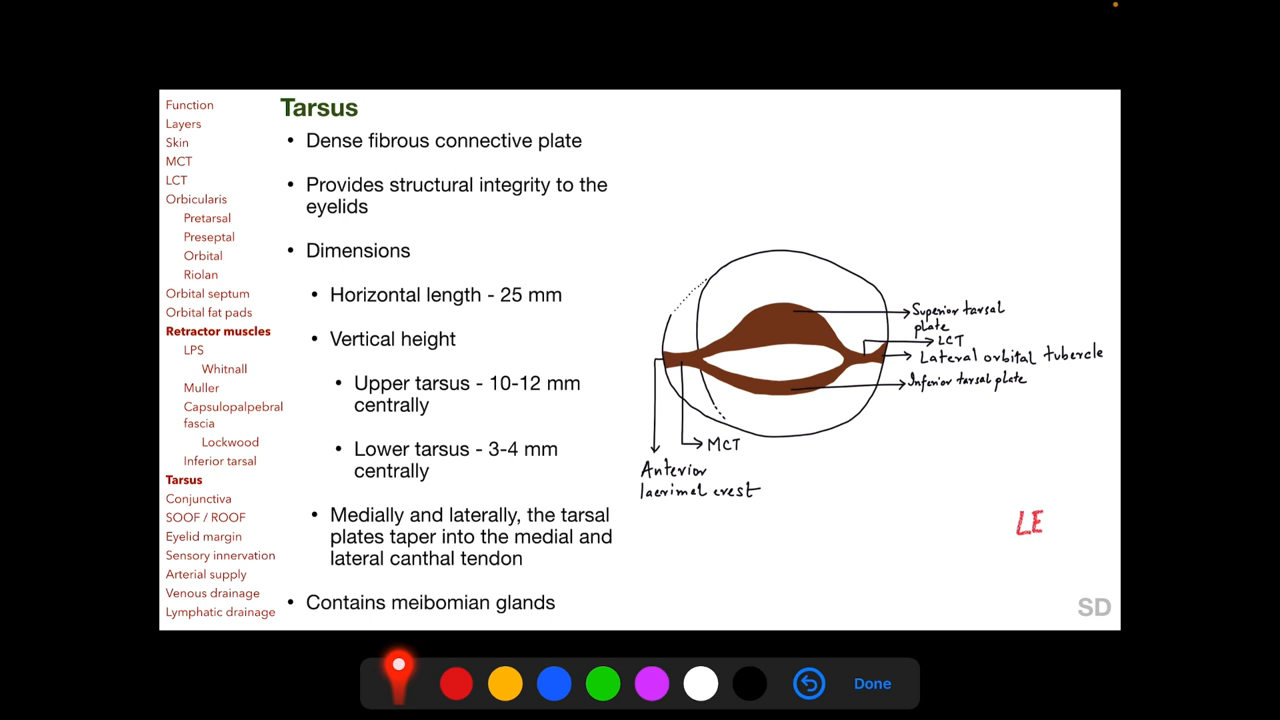 Function
Layers
Skin
MCT
LCT
Orbicularis
Pretarsal
Preseptal
Orbital
Riolan
Orbital septum
Orbital fat pads
Retractor muscles
LPS
Whitnall
Muller
Capsulopalpebral
fascia
Lockwood
Inferior tarsal
Tarsus
Conjunctiva
SOOF / ROOF
Eyelid margin
Sensory innervation
Arterial supply
Venous drainage
Lymphatic drainage
Tarsus
• Dense fibrous connective plate
• Provides structural integrity to the
eyelids
• Dimensions
• Horizontal length - 25 mm
• Vertical height
• Upper tarsus - 10-12 mm
centrally
• Lower tarsus - 3-4 mm
centrally
• Medially and laterally, the tarsal
plates taper into the medial and
lateral canthal tendon
• Contains meibomian glands
Superior tarsal
plate
LCT
Lateral orbital tubercle
Inferior tarsal plate
MCT
Anterior
lacrimal crest
LE
SD
Done